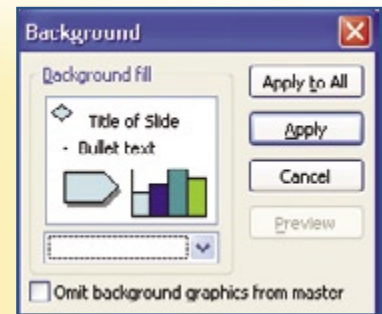 Background
Background fill
Title of Slide
· Bullet text
Apply to All
Apply
Cancel
Preview
Omit background graphics from master